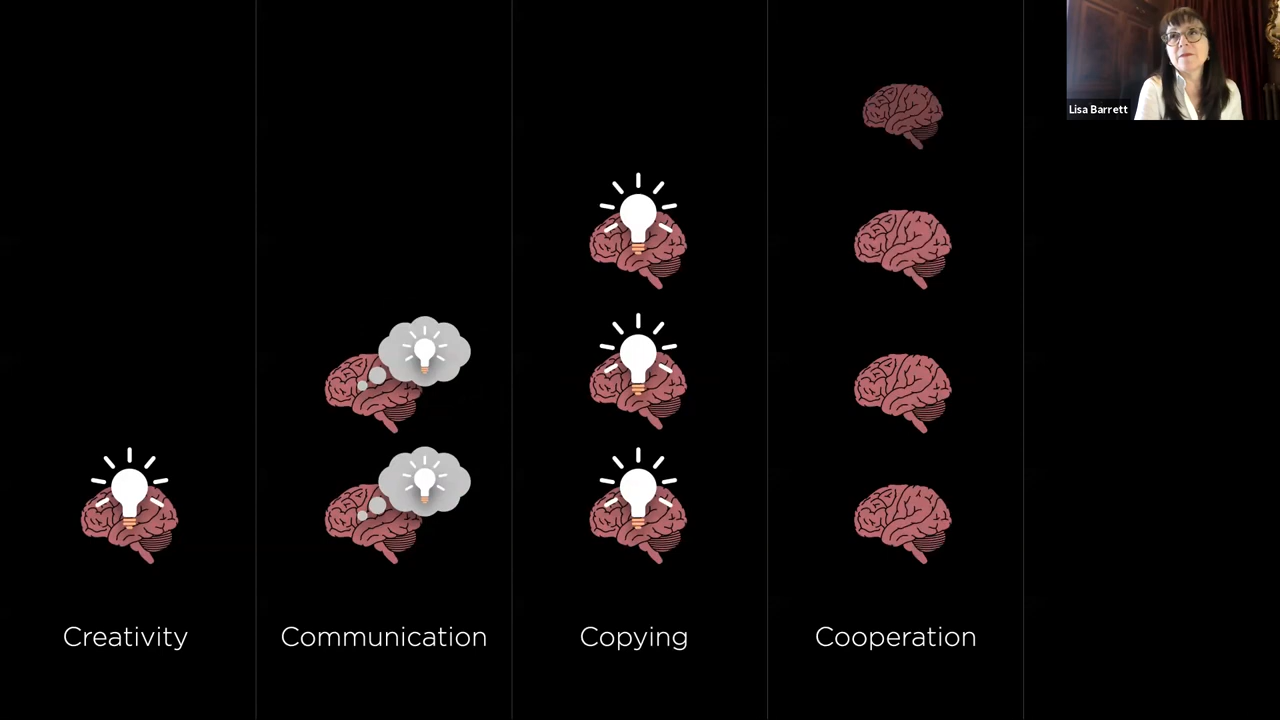 Lisa Barrett
Creativity
Communication
Copying
Cooperation